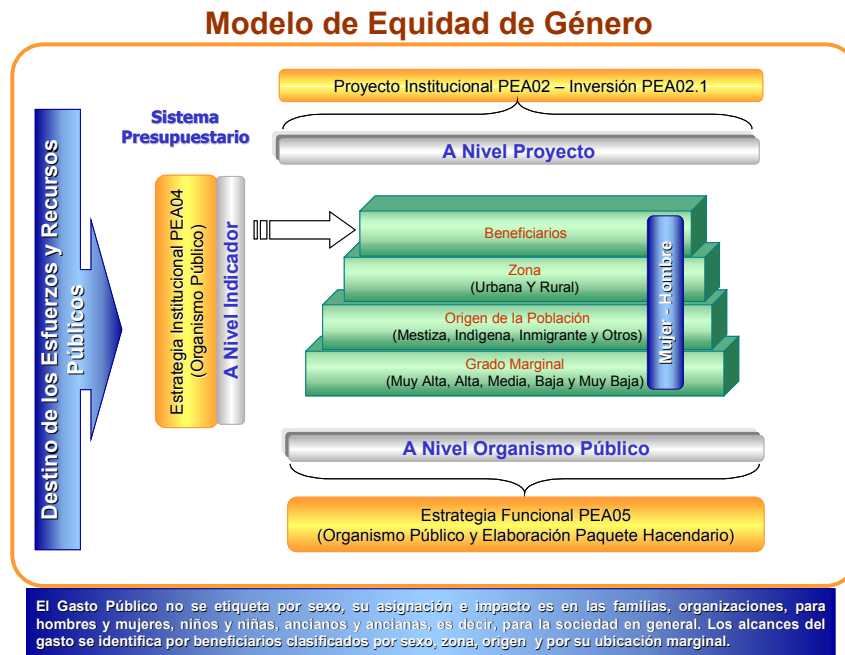 Modelo de Equidad de Género
Proyecto Institucional PEA02 – Inversión PEA02.1
Sistema
Presupuestario
A Nivel Proyecto
Destino de los Esfuerzos y Recursos
Públicos
Estrategia Institucional PEA04
(Organismo Público)
A Nivel Indicador
Beneficiarios
Zona
(Urbana Y Rural)
Origen de la Población
(Mestiza, Indìgena, Inmigrante y Otros)
Grado Marginal
(Muy Alta, Alta, Media, Baja y Muy Baja)
Mujer - Hombre
A Nivel Organismo Público
Estrategia Funcional PEA05
(Organismo Público y Elaboración Paquete Hacendario)
El Gasto Público no se etiqueta por sexo, su asignación e impacto es en las familias, organizaciones, para
hombres y mujeres, niños y niñas, ancianos y ancianas, es decir, para la sociedad en general. Los alcances del
gasto se identifica por beneficiarios clasificados por sexo, zona, origen y por su ubicación marginal.